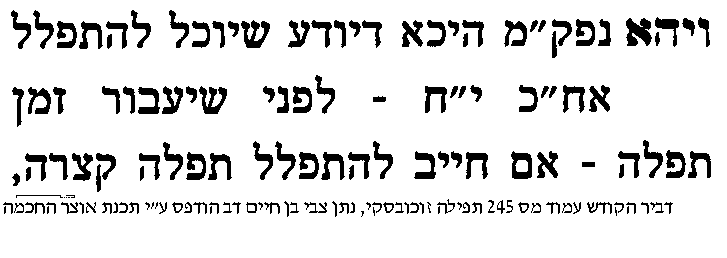 ויהא נפק״מ היכא דיודע שיוכל להתפלל
אח״כ י״ח - לפני שיעבור זמן
תפלה - אם חייב להתפלל תפלה קצרה,
דביר הקודש עמוד מס 245 תפילה זוכובסקי, נתן צבי בן חיים דב הודפס ע״י תכנת אוצר החכמה